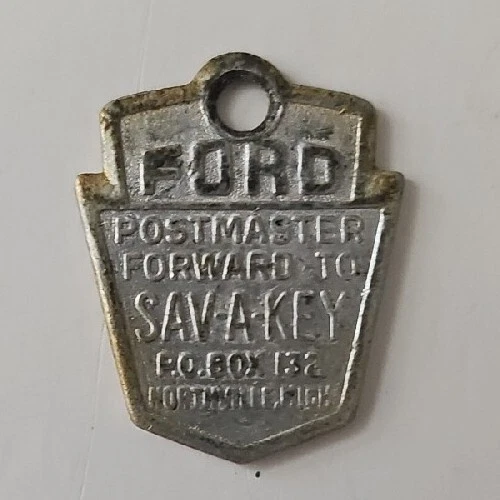 FORD
POSTMASTER
FORWARD TO
SAV-A-KEY
P.O. BOX 132
NORTHVILLE, MICH.